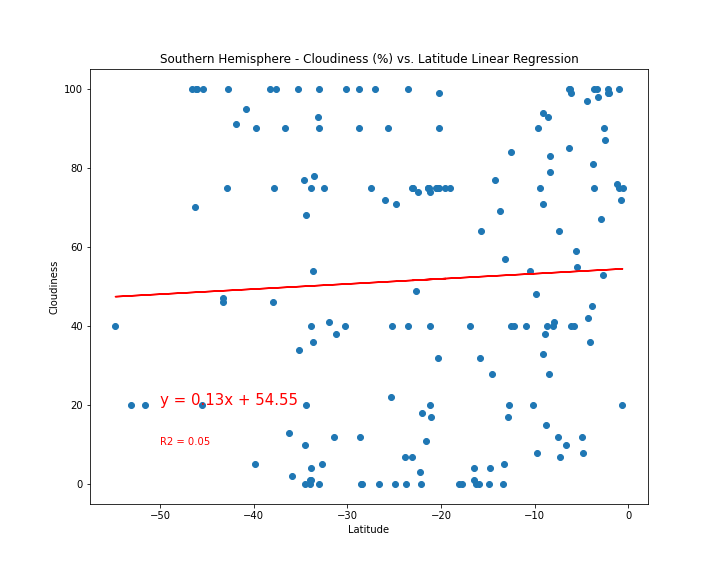 Southern Hemisphere - Cloudiness (%) vs. Latitude Linear Regression
100
80
60
40
20
0
Cloudiness
y = 0.13x + 54.55
R2 = 0.05
−50
−40
−30
−20
−10
0
Latitude